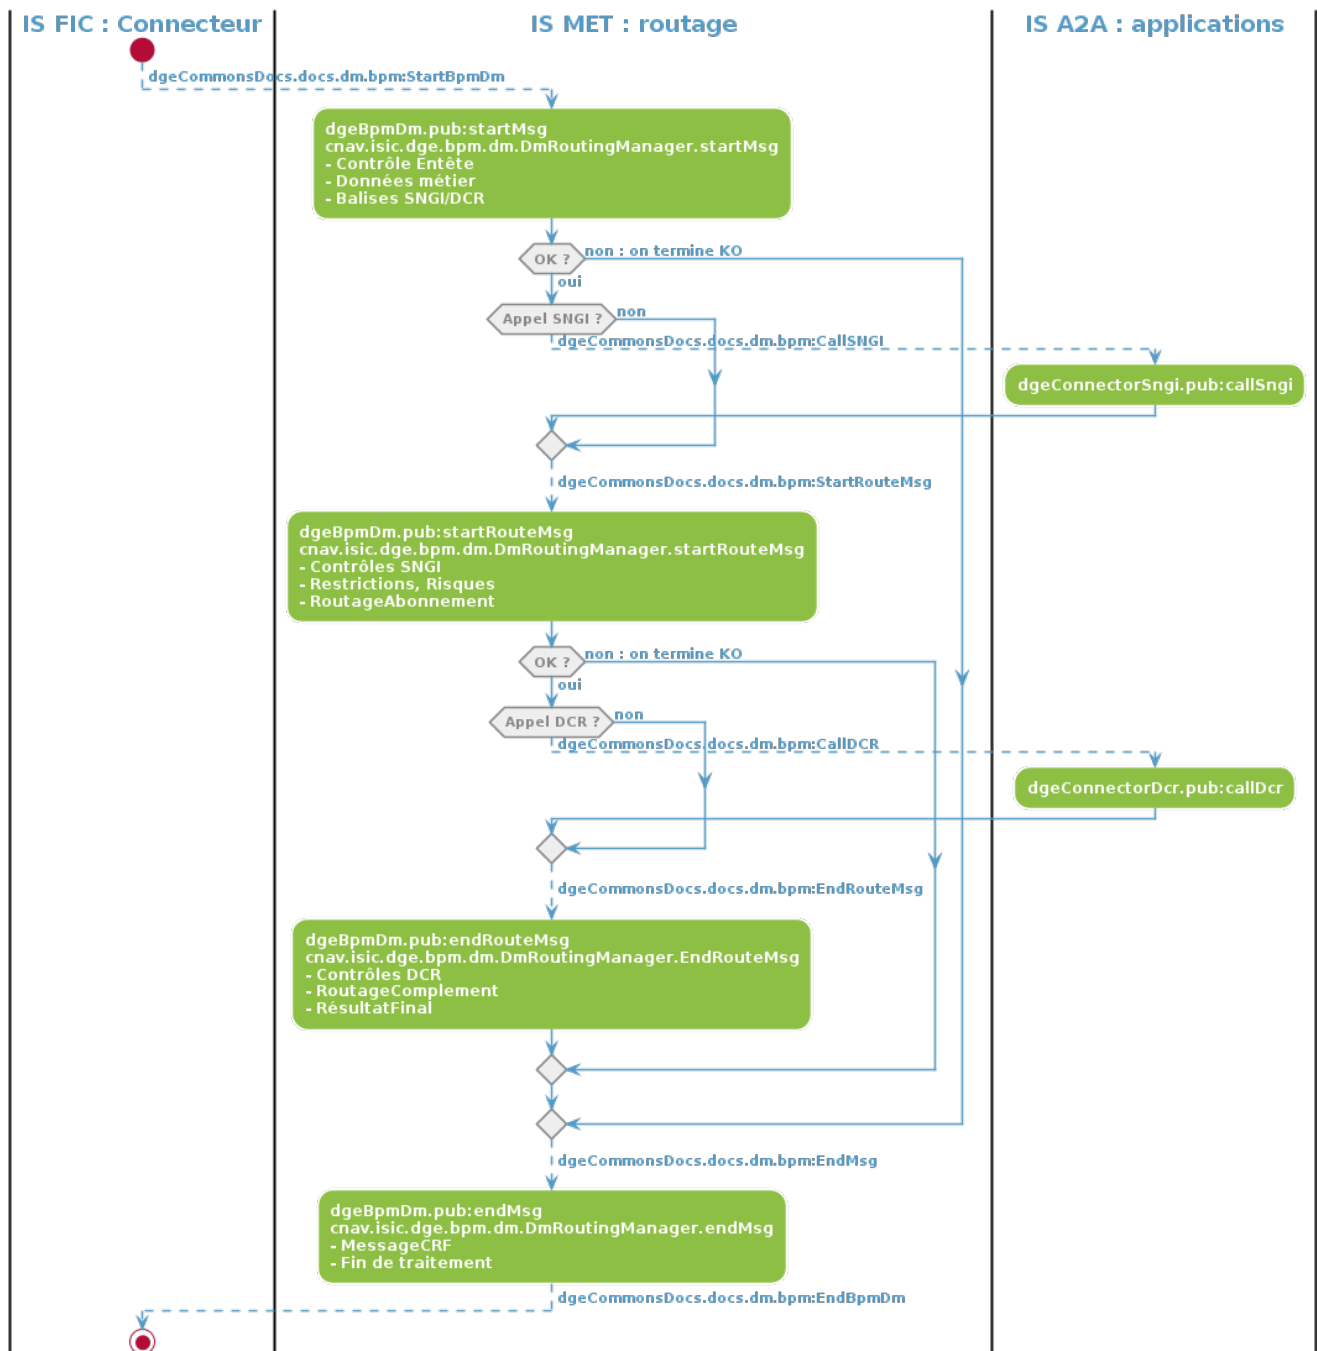 IS FIC : Connecteur
IS MET : routage
IS A2A : applications
dgeCommonsDocs.docs.dm.bpm:StartBpmDm
dgeBpmDm.pub:startMsg
cnav.isic.dge.bpm.dm.DmRoutingManager.startMsg
- Contrôle Entête
- Données métier
- Balises SNGI/DCR
OK ?
non : on termine KO
oui
Appel SNGI ?
non
dgeCommonsDocs.docs.dm.bpm:CallSNGI
dgeConnectorSngi.pub:callSngi
dgeCommonsDocs.docs.dm.bpm:StartRouteMsg
dgeBpmDm.pub:startRouteMsg
cnav.isic.dge.bpm.dm.DmRoutingManager.startRouteMsg
- Contrôles SNGI
- Restrictions, Risques
- RoutageAbonnement
OK ?
non : on termine KO
oui
Appel DCR ?
non
dgeCommonsDocs.docs.dm.bpm:CallDCR
dgeConnectorDcr.pub:callDcr
dgeCommonsDocs.docs.dm.bpm:EndRouteMsg
dgeBpmDm.pub:endRouteMsg
cnav.isic.dge.bpm.dm.DmRoutingManager.EndRouteMsg
- Contrôles DCR
- RoutageComplement
- RésultatFinal
dgeCommonsDocs.docs.dm.bpm:EndMsg
dgeBpmDm.pub:endMsg
cnav.isic.dge.bpm.dm.DmRoutingManager.endMsg
- MessageCRF
- Fin de traitement
dgeCommonsDocs.docs.dm.bpm:EndBpmDm